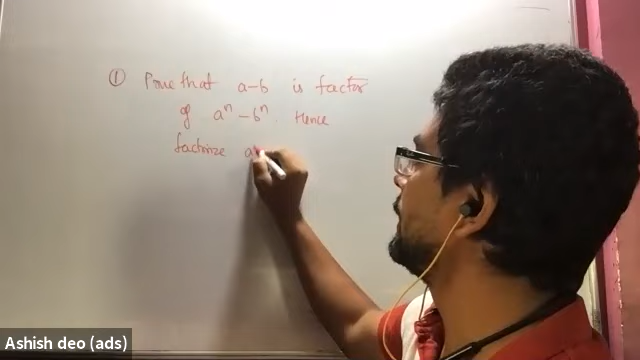 ① Prove that a-b is factor
of aⁿ - bⁿ. Hence
factorize a
Ashish deo (ads)